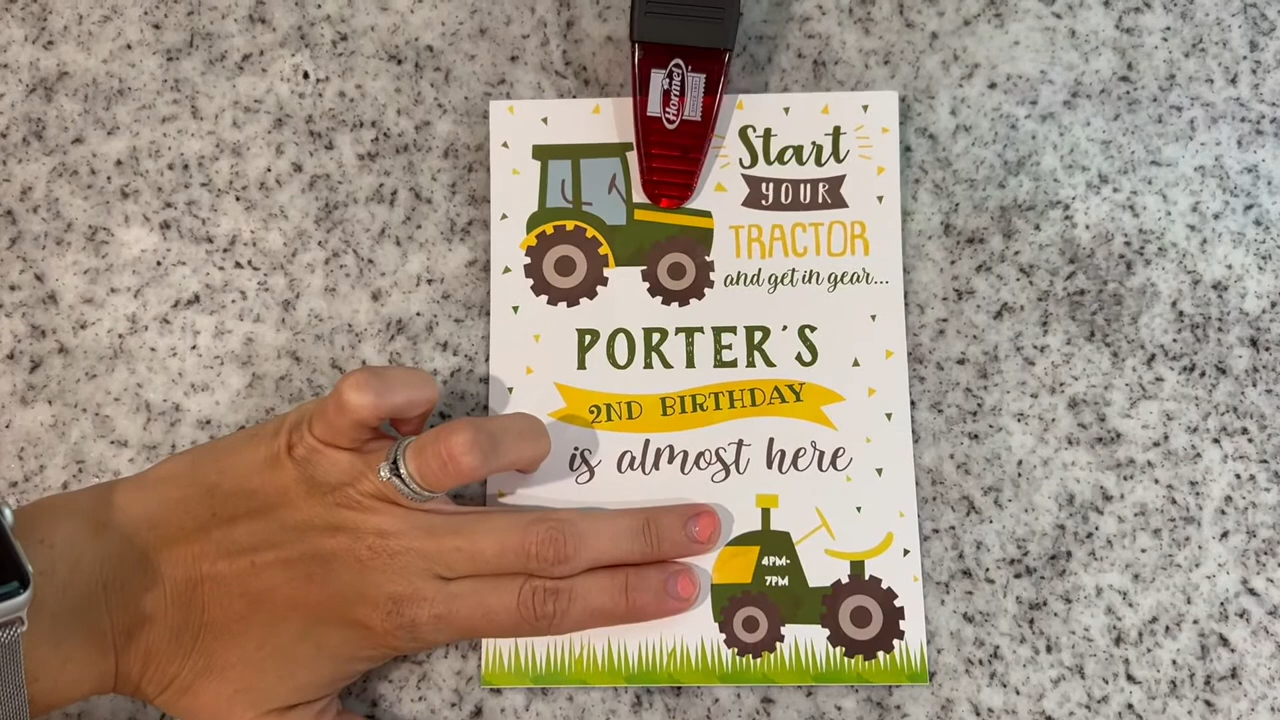 Hormel
Start
YOUR
TRACTOR
and get in gear...
PORTER'S
2ND BIRTHDAY
is almost here
4PM-
7PM